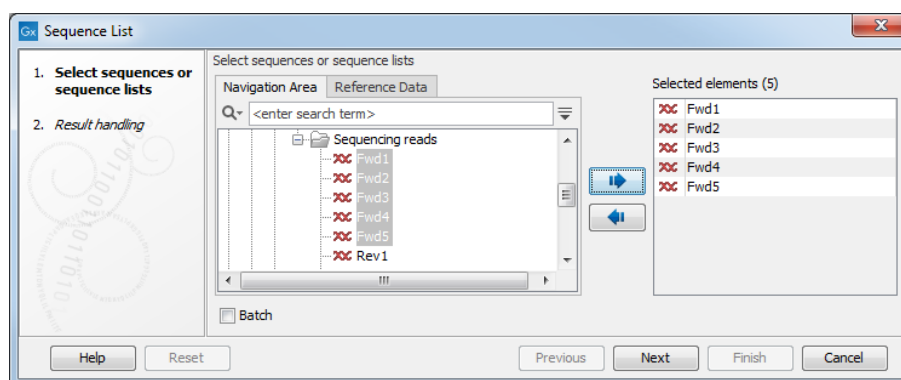 Gx Sequence List
X
1. Select sequences or
sequence lists
2. Result handling
Select sequences or sequence lists
Navigation Area Reference Data
<enter search term>
Sequencing reads
Fwd1
Fwd2
Fwd3
Fwd4
Fwd5
Rev1
Batch
Selected elements (5)
Fwd1
Fwd2
Fwd3
Fwd4
Fwd5
Help Reset Previous Next Finish Cancel